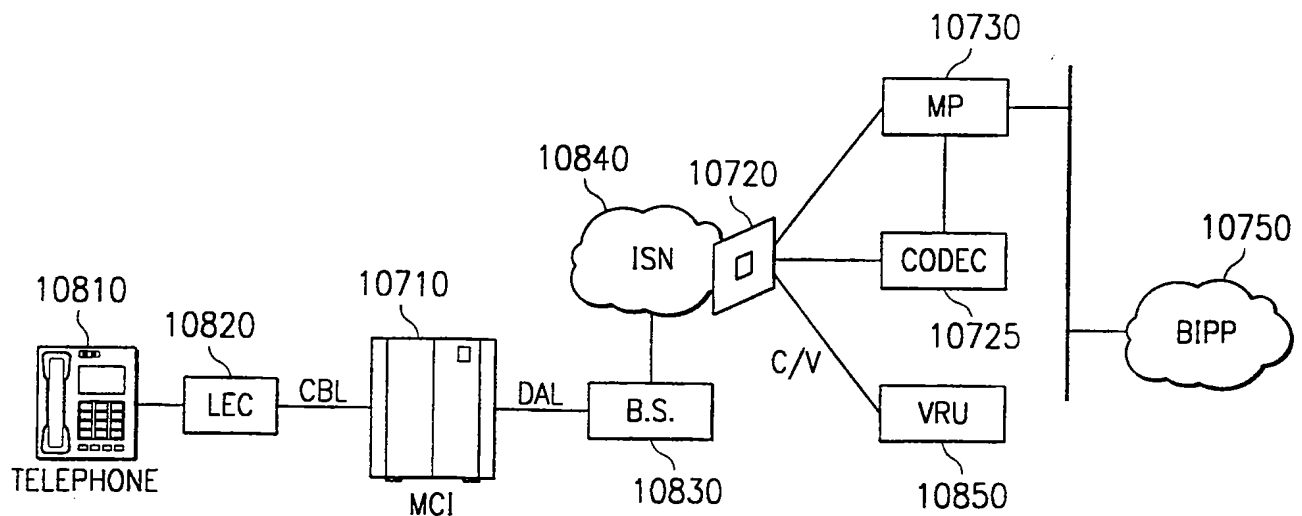 10730
MP
10840
10720
ISN
CODEC
10750
10810
10820
10710
10725
BIPP
C/V
LEC
CBL
DAL
B.S.
VRU
TELEPHONE
MCI
10830
10850